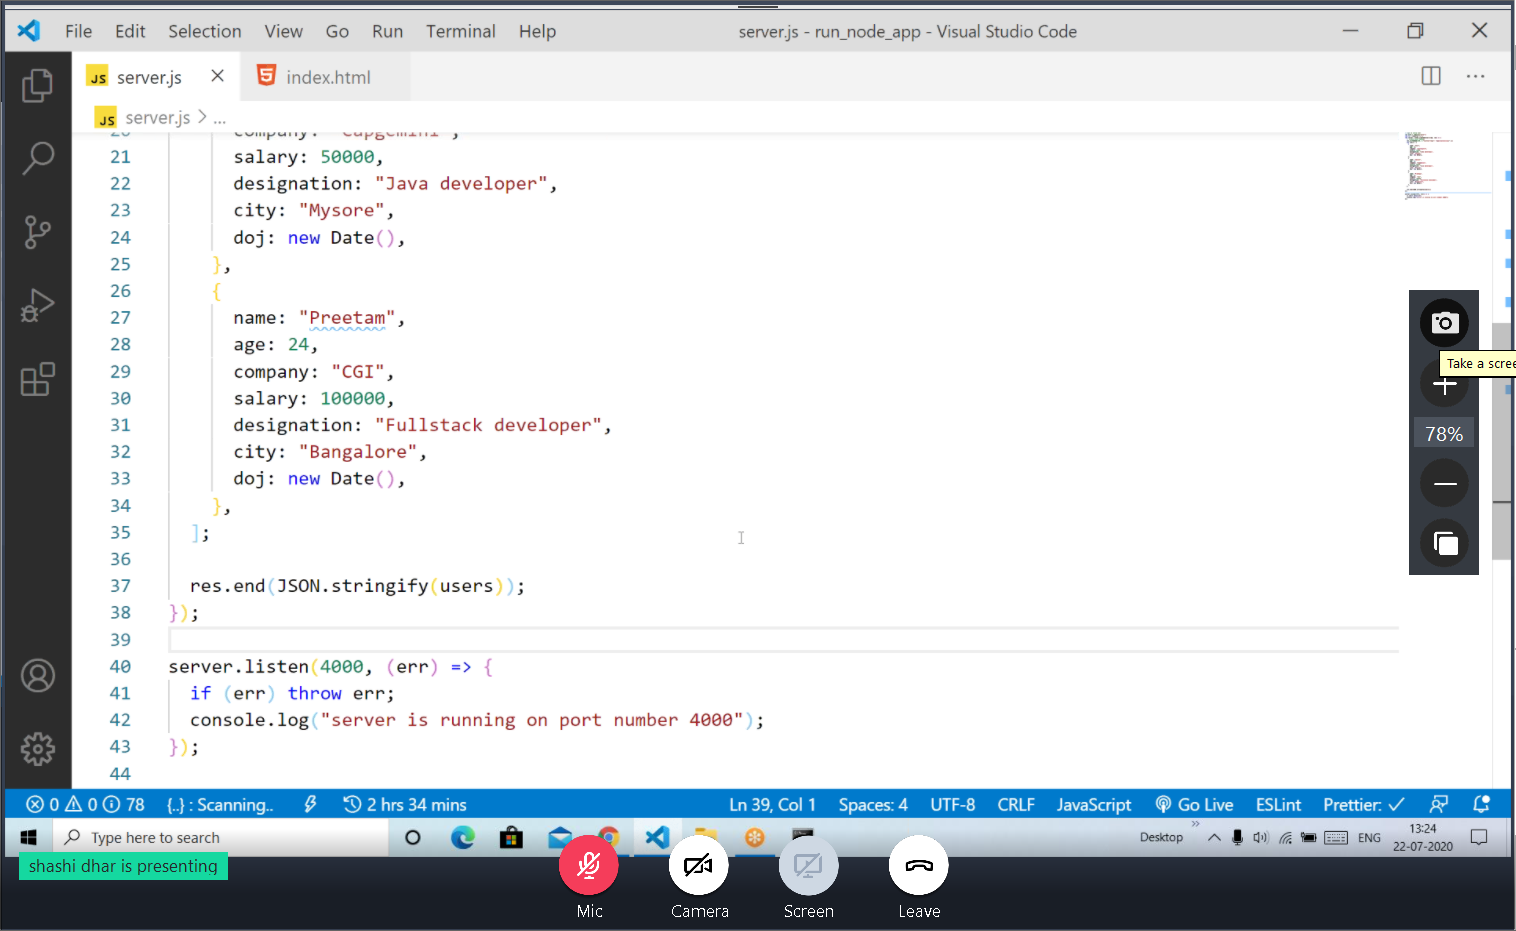 File Edit Selection View Go Run Terminal Help server.js - run_node_app - Visual Studio Code
JS server.js index.html
JS server.js > ...
20 company: "Capgemini",
21 salary: 50000,
22 designation: "Java developer",
23 city: "Mysore",
24 doj: new Date(),
25 },
26 {
27 name: "Preetam",
28 age: 24,
29 company: "CGI",
30 salary: 100000,
31 designation: "Fullstack developer",
32 city: "Bangalore",
33 doj: new Date(),
34 },
35 ];
36
37 res.end(JSON.stringify(users));
38 });
39
40 server.listen(4000, (err) => {
41 if (err) throw err;
42 console.log("server is running on port number 4000");
43 });
44
Take a scree
78%
0 0 78 {..} : Scanning.. 2 hrs 34 mins Ln 39, Col 1 Spaces: 4 UTF-8 CRLF JavaScript Go Live ESLint Prettier: ✓
Type here to search Desktop ENG 13:24
22-07-2020
shashi dhar is presenting
Mic Camera Screen Leave